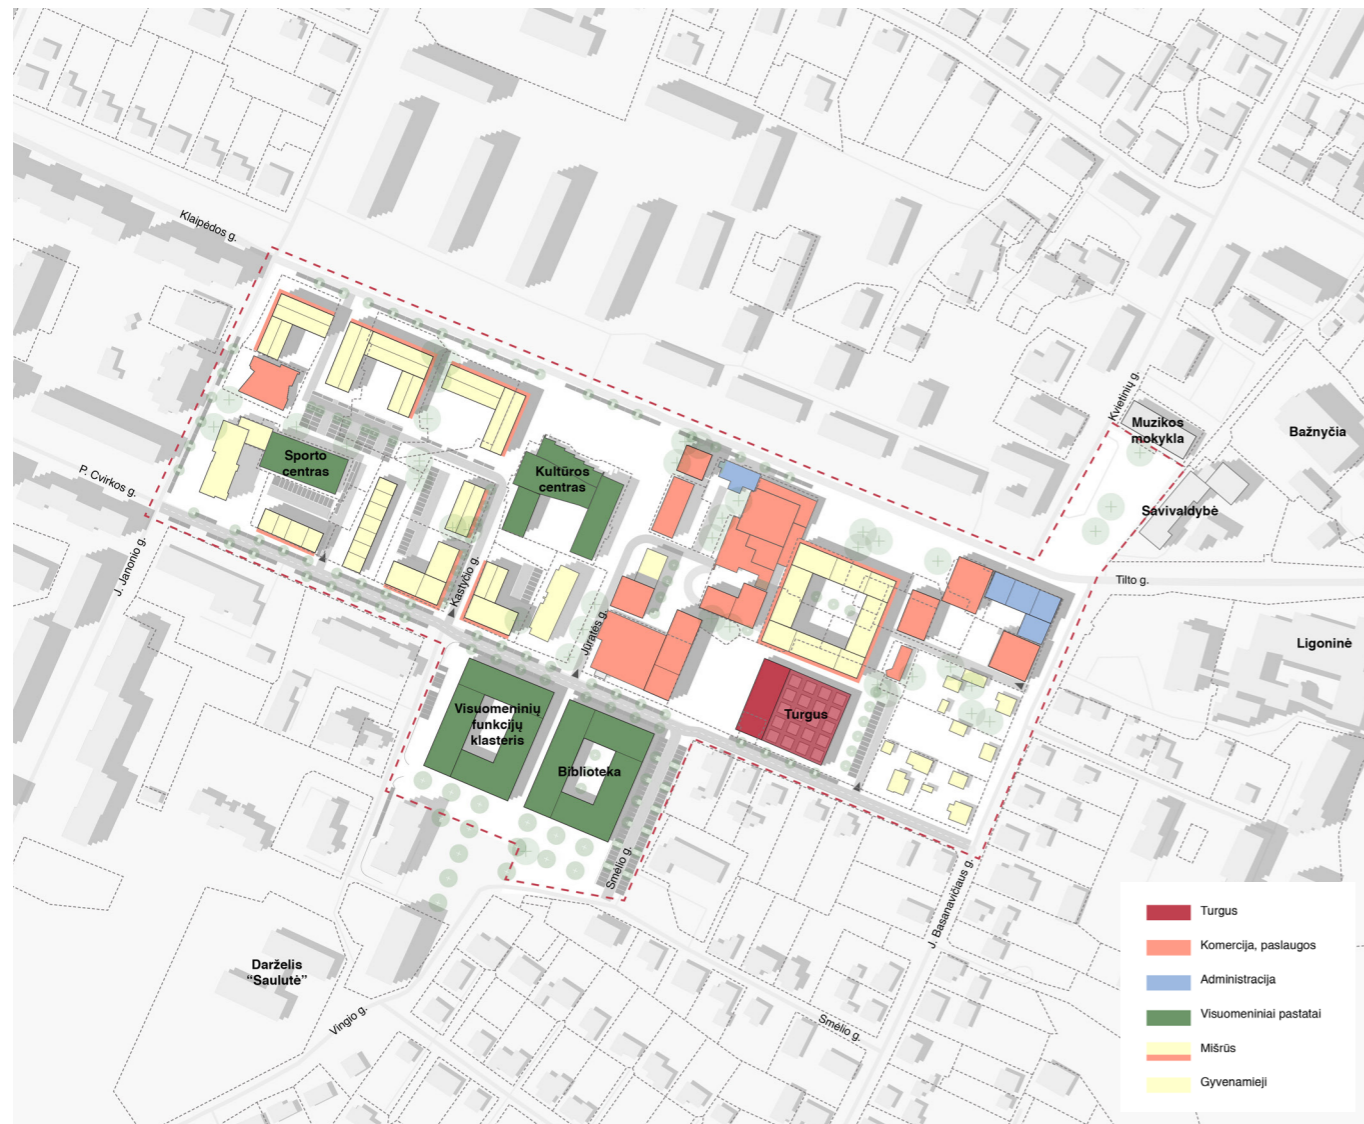 Klaipėdos g.
Kvietinių g.
Muzikos
mokykla
Bažnyčia
Sporto
centras
Kultūros
centras
P. Cvirkos g.
Savivaldybė
J. Janonio g.
Kastyčio g.
Tilto g.
Jūratės g.
Ligoninė
Visuomeninių
funkcijų
klasteris
Turgus
Biblioteka
Smėlio g.
J. Basanavičiaus g.
Darželis
“Saulutė”
Vingio g.
Smėlio g.
Turgus
Komercija, paslaugos
Administracija
Visuomeniniai pastatai
Mišrūs
Gyvenamieji